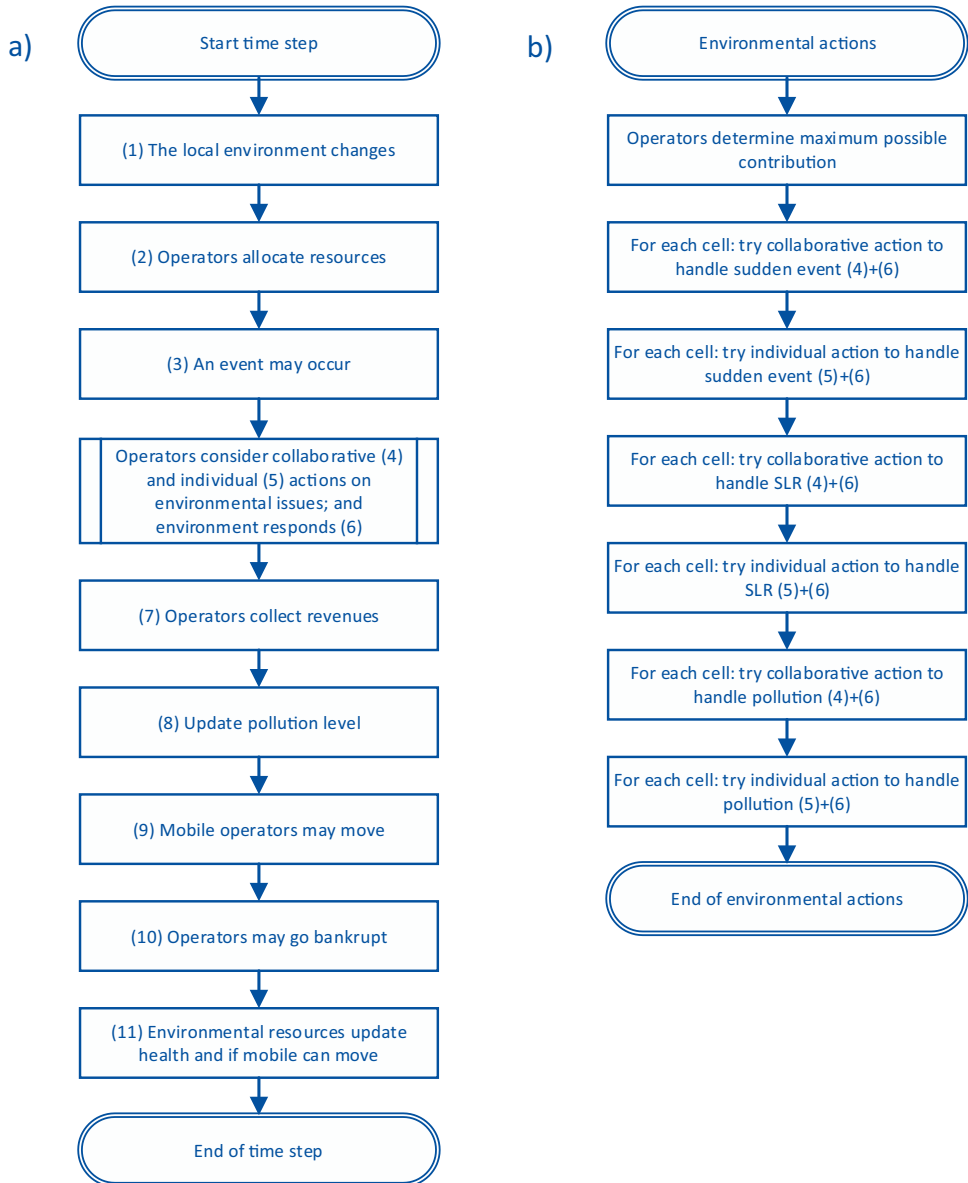 a)
Start time step
(1) The local environment changes
(2) Operators allocate resources
(3) An event may occur
Operators consider collaborative (4)
and individual (5) actions on
environmental issues; and
environment responds (6)
(7) Operators collect revenues
(8) Update pollution level
(9) Mobile operators may move
(10) Operators may go bankrupt
(11) Environmental resources update
health and if mobile can move
End of time step
b)
Environmental actions
Operators determine maximum possible
contribution
For each cell: try collaborative action to
handle sudden event (4)+(6)
For each cell: try individual action to handle
sudden event (5)+(6)
For each cell: try collaborative action to
handle SLR (4)+(6)
For each cell: try individual action to handle
SLR (5)+(6)
For each cell: try collaborative action to
handle pollution (4)+(6)
For each cell: try individual action to handle
pollution (5)+(6)
End of environmental actions